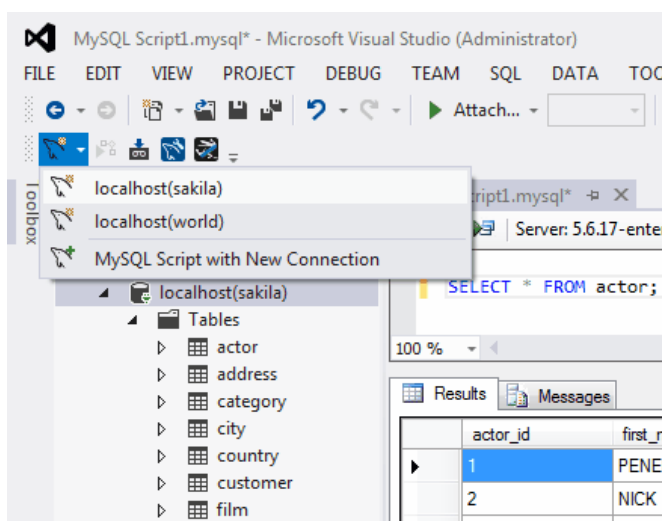 MySQL Script1.mysql* - Microsoft Visual Studio (Administrator)
FILE EDIT VIEW PROJECT DEBUG TEAM SQL DATA
Attach...
Toolbox
localhost(sakila)
localhost(world)
MySQL Script with New Connection
ript1.mysql*
Server: 5.6.17-enter
SELECT * FROM actor;
100 %
localhost(sakila)
Tables
actor
address
category
city
country
customer
film
Results Messages
actor_id
1 PENE
2 NICK